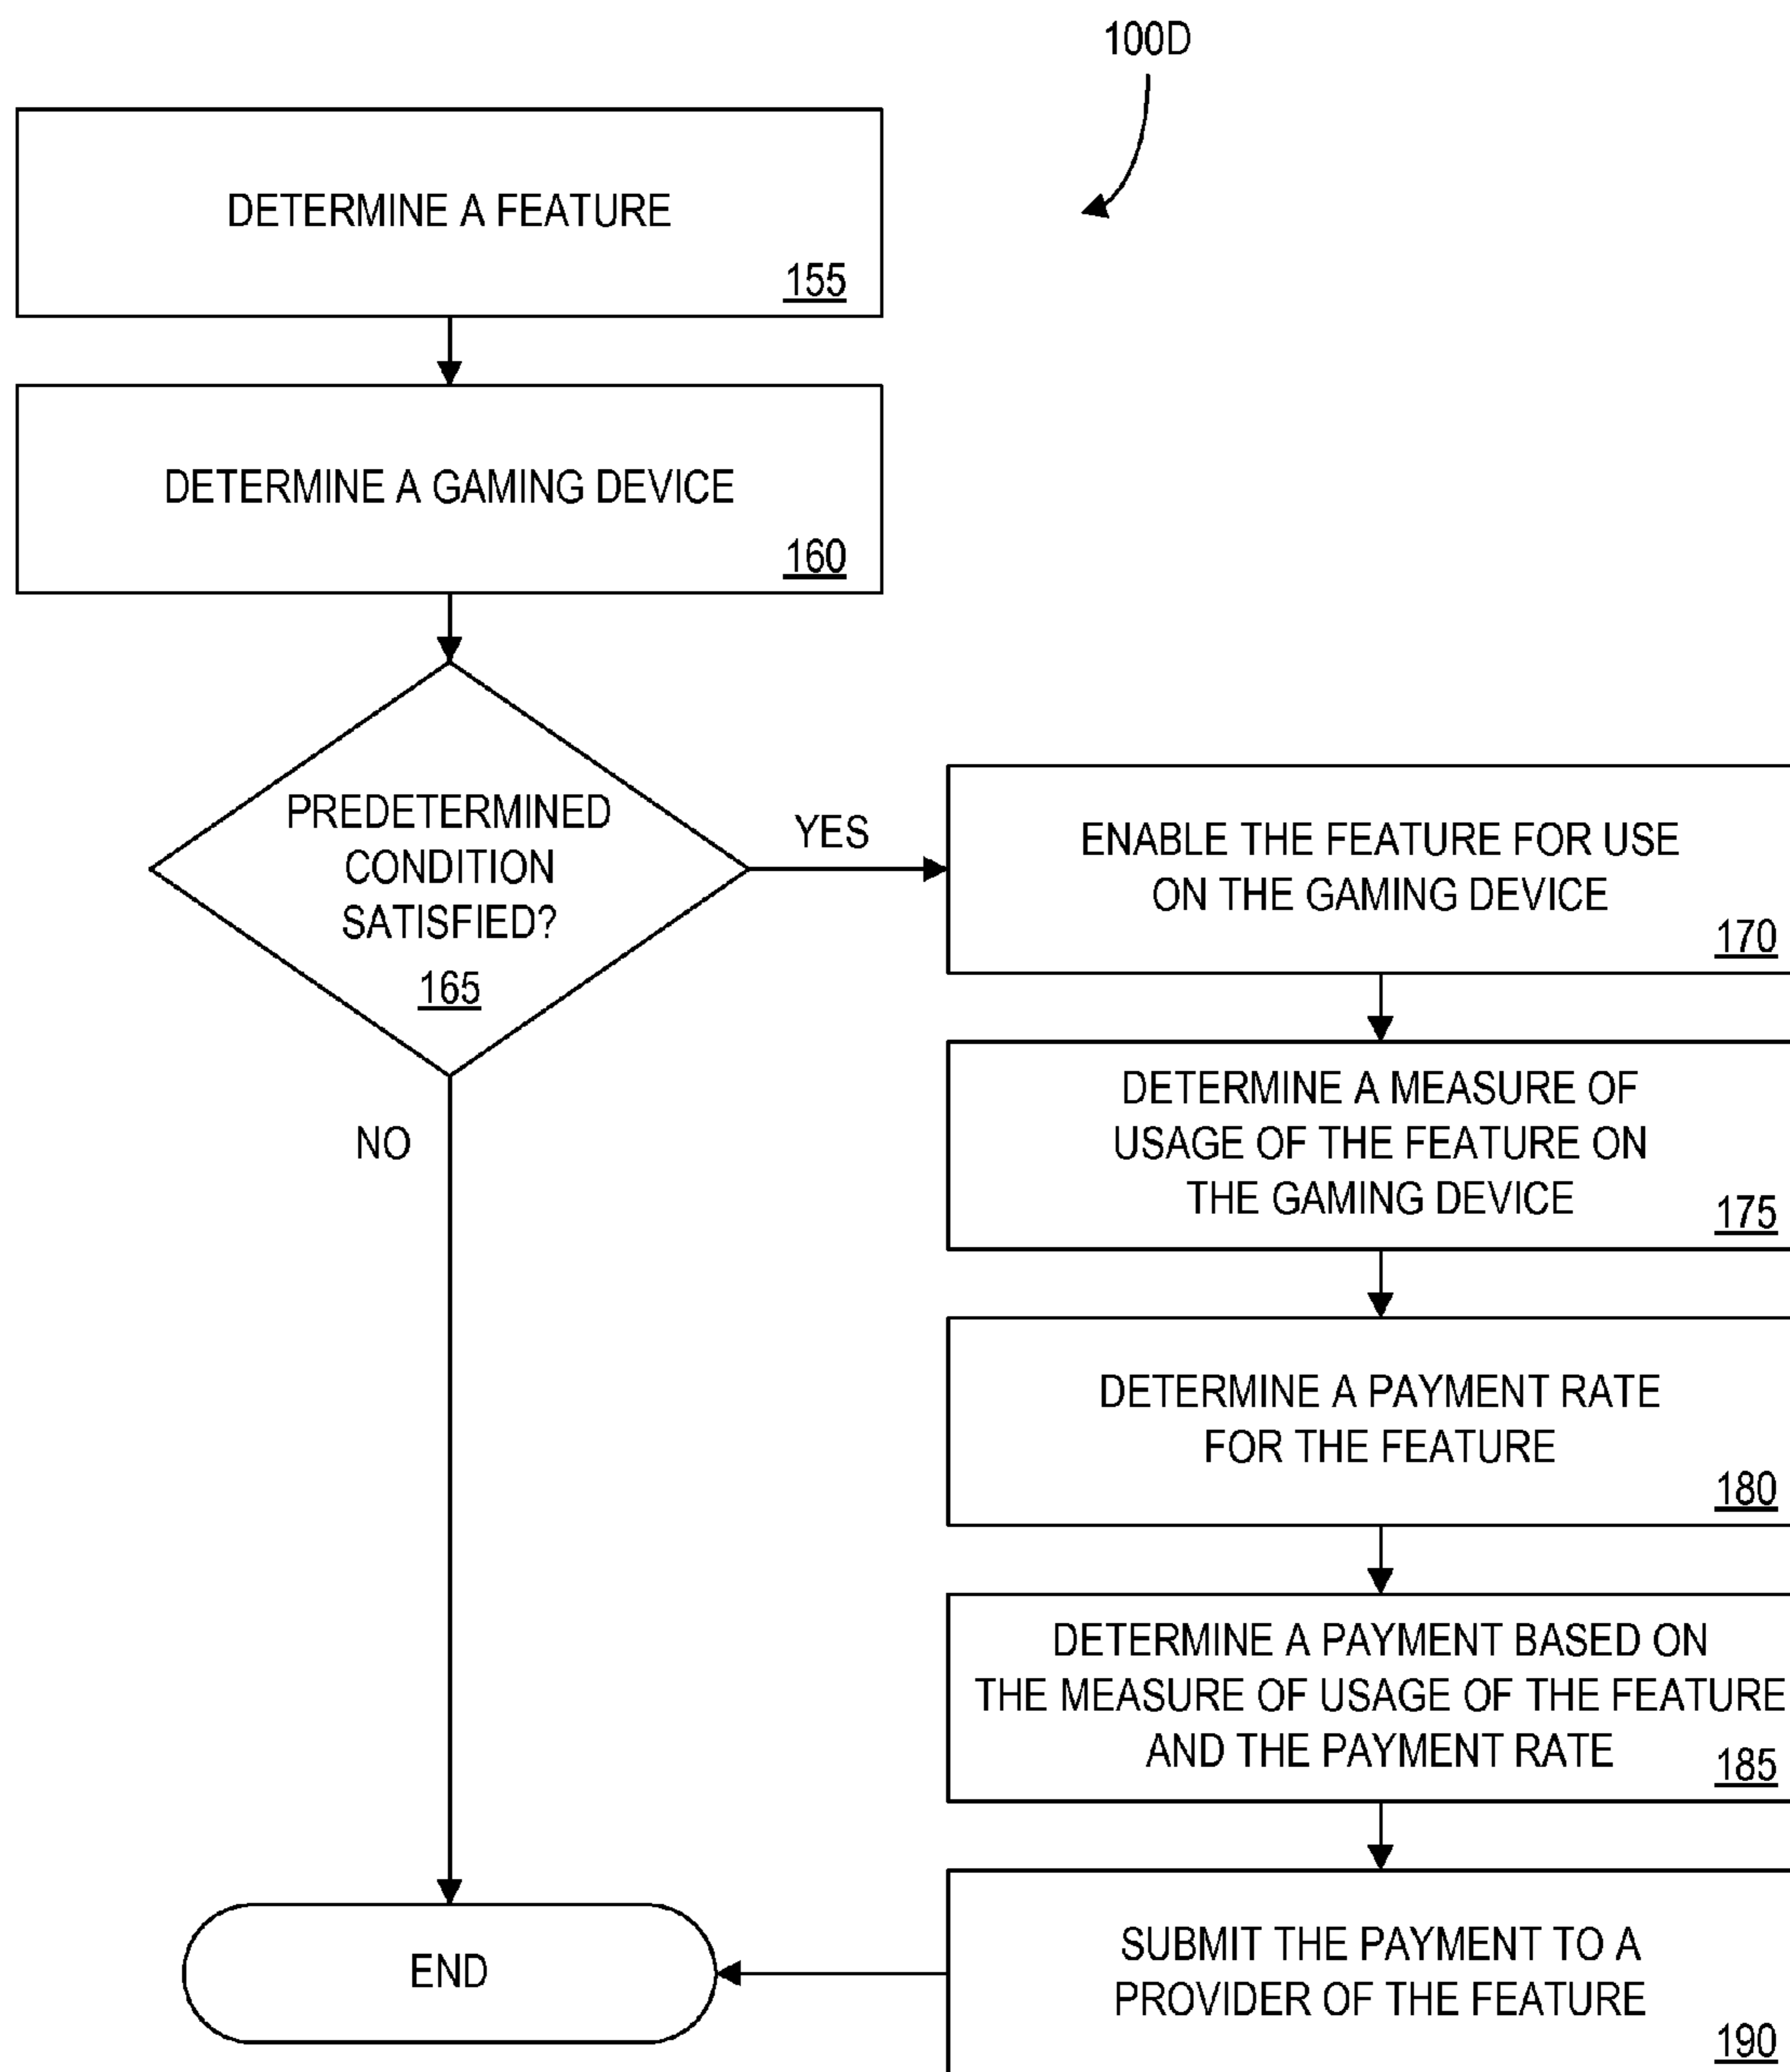 100D
DETERMINE A FEATURE
155
DETERMINE A GAMING DEVICE
160
PREDETERMINED
CONDITION
SATISFIED?
165
YES
NO
ENABLE THE FEATURE FOR USE
ON THE GAMING DEVICE
170
DETERMINE A MEASURE OF
USAGE OF THE FEATURE ON
THE GAMING DEVICE
175
DETERMINE A PAYMENT RATE
FOR THE FEATURE
180
DETERMINE A PAYMENT BASED ON
THE MEASURE OF USAGE OF THE FEATURE
AND THE PAYMENT RATE
185
SUBMIT THE PAYMENT TO A
PROVIDER OF THE FEATURE
190
END